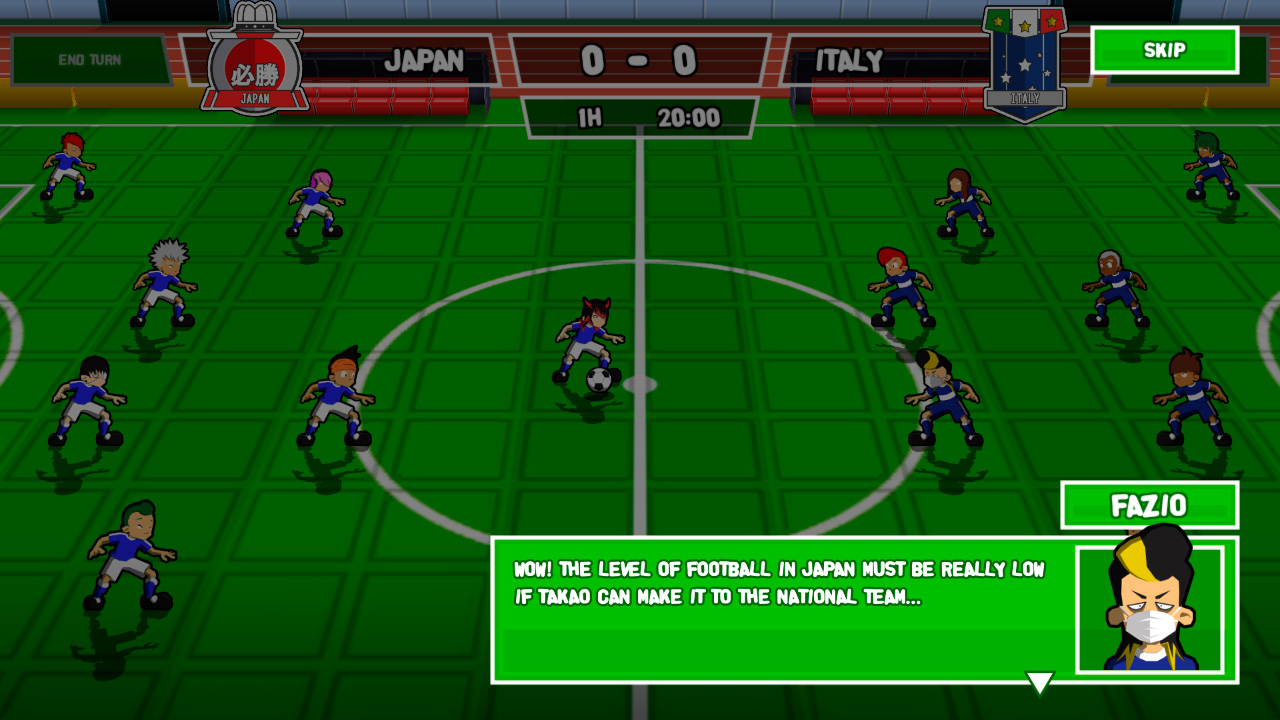 END TURN
必勝
JAPAN
JAPAN
0 - 0
ITALY
ITALY
SKIP
1H 20:00
FAZIO
WOW! THE LEVEL OF FOOTBALL IN JAPAN MUST BE REALLY LOW
IF TAKAO CAN MAKE IT TO THE NATIONAL TEAM...